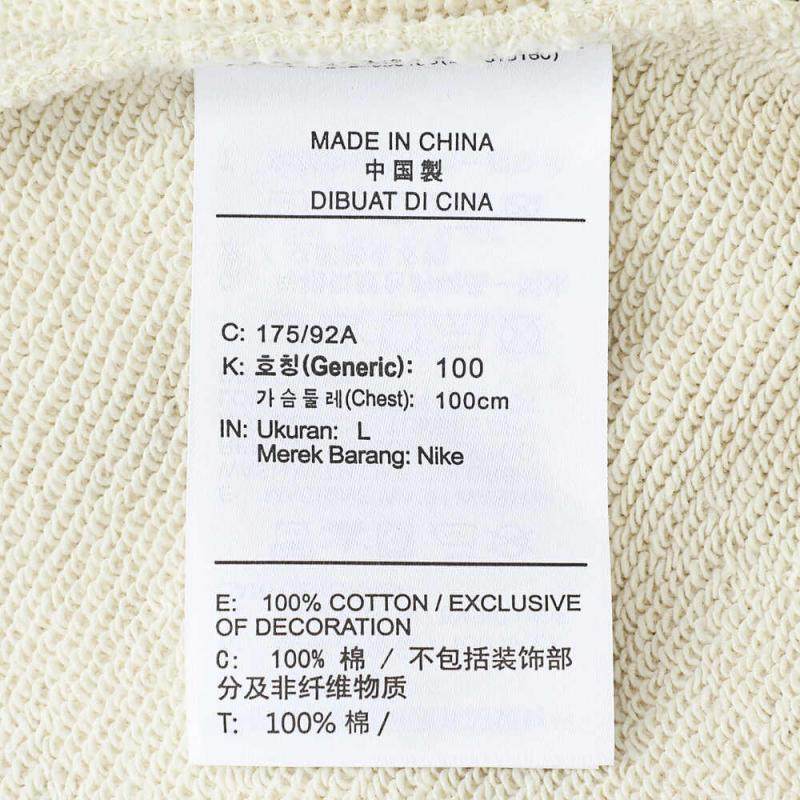 MADE IN CHINA
中国製
DIBUAT DI CINA
C: 175/92A
K: 호칭(Generic): 100
가슴둘레(Chest): 100cm
IN: Ukuran: L
Merek Barang: Nike
E: 100% COTTON / EXCLUSIVE
OF DECORATION
C: 100% 棉 / 不包括装饰部
分及非纤维物质
T: 100% 棉 /